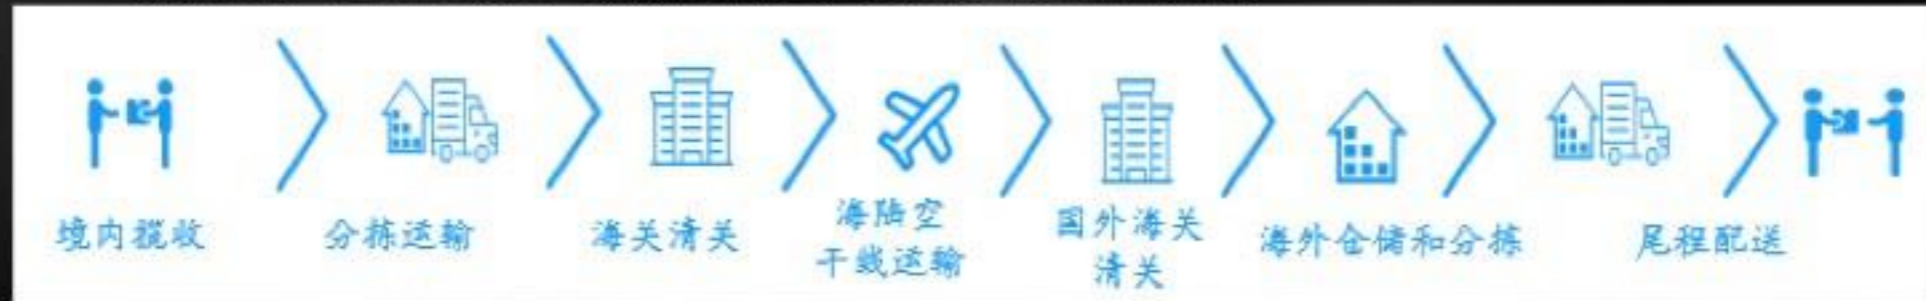 境内揽收
分拣运输
海关清关
海陆空
干线运输
国外海关
清关
海外仓储和分拣
尾程配送